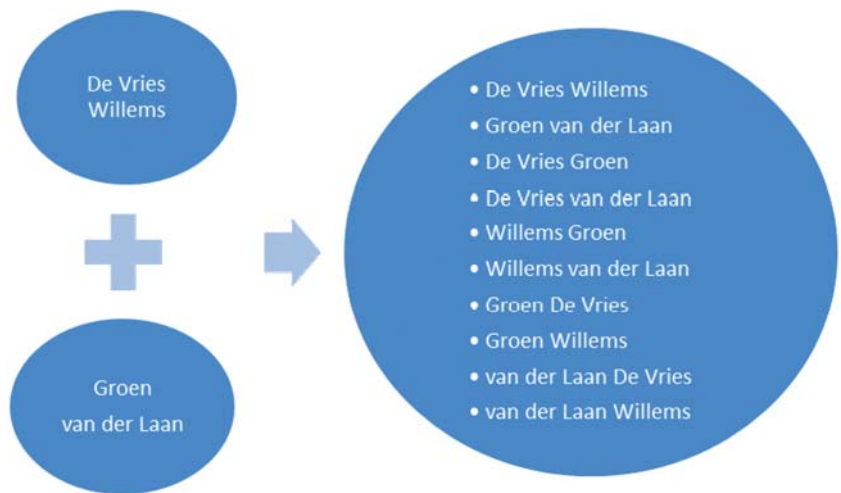 De Vries
Willems
Groen
van der Laan
• De Vries Willems
• Groen van der Laan
• De Vries Groen
• De Vries van der Laan
• Willems Groen
• Willems van der Laan
• Groen De Vries
• Groen Willems
• van der Laan De Vries
• van der Laan Willems